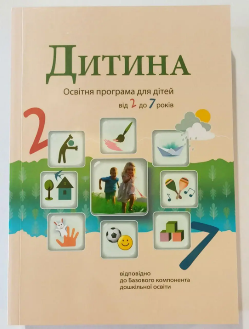 ДИТИНА
Освітня програма для дітей
від 2 до 7 років
2
7
відповідно
до Базового компонента
дошкільної освіти